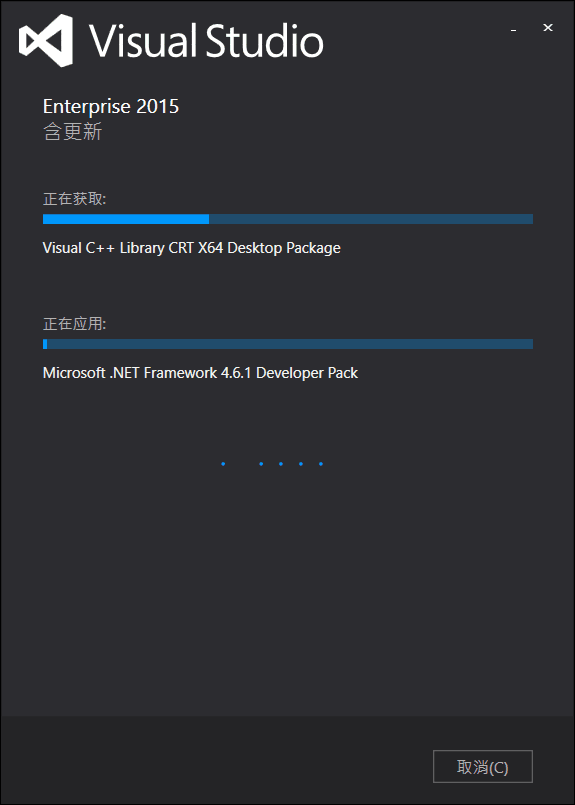 Visual Studio
Enterprise 2015
含更新
正在获取:
Visual C++ Library CRT X64 Desktop Package
正在应用:
Microsoft .NET Framework 4.6.1 Developer Pack
取消(C)